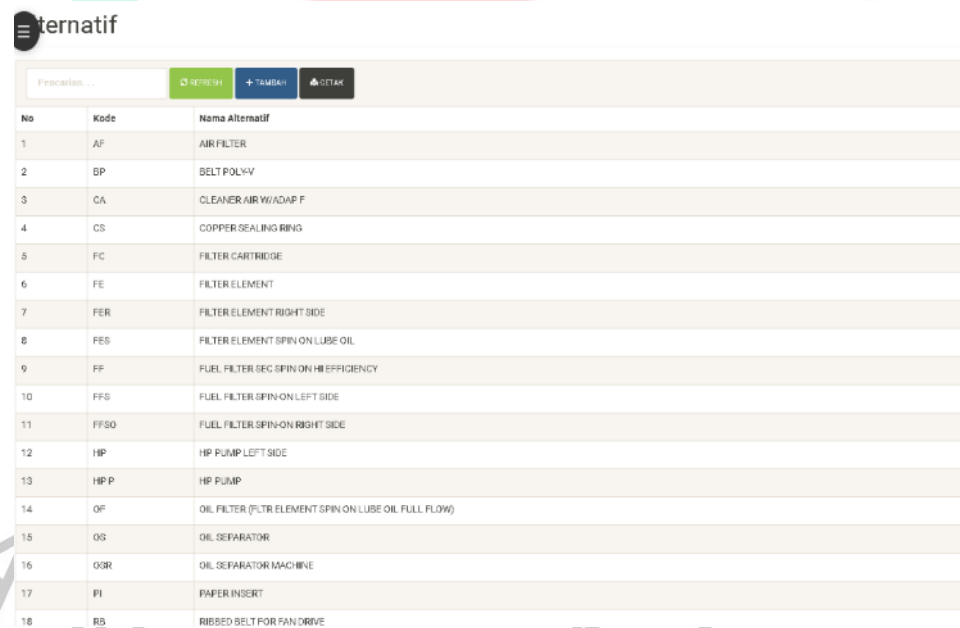 ternatif
Pencarian...
REFRESH
+ TAMBAH
CETAK
No Kode Nama Alternatif
1 AF AIR FILTER
2 BP BELT POLY-V
3 CA CLEANER AIR W/ADAP F
4 CS COPPER SEALING RING
5 FC FILTER CARTRIDGE
6 FE FILTER ELEMENT
7 FER FILTER ELEMENT RIGHT SIDE
8 FES FILTER ELEMENT SPIN ON LUBE OIL
9 FF FUEL FILTER SEC SPIN ON HI EFFICIENCY
10 FFS FUEL FILTER SPIN-ON LEFT SIDE
11 FFSO FUEL FILTER SPIN-ON RIGHT SIDE
12 HP HP PUMP LEFT SIDE
13 HP P HP PUMP
14 OF OIL FILTER (FLTR ELEMENT SPIN ON LUBE OIL FULL FLOW)
15 OS OIL SEPARATOR
16 OSR OIL SEPARATOR MACHINE
17 PI PAPER INSERT
18 RB RIBBED BELT FOR FAN DRIVE